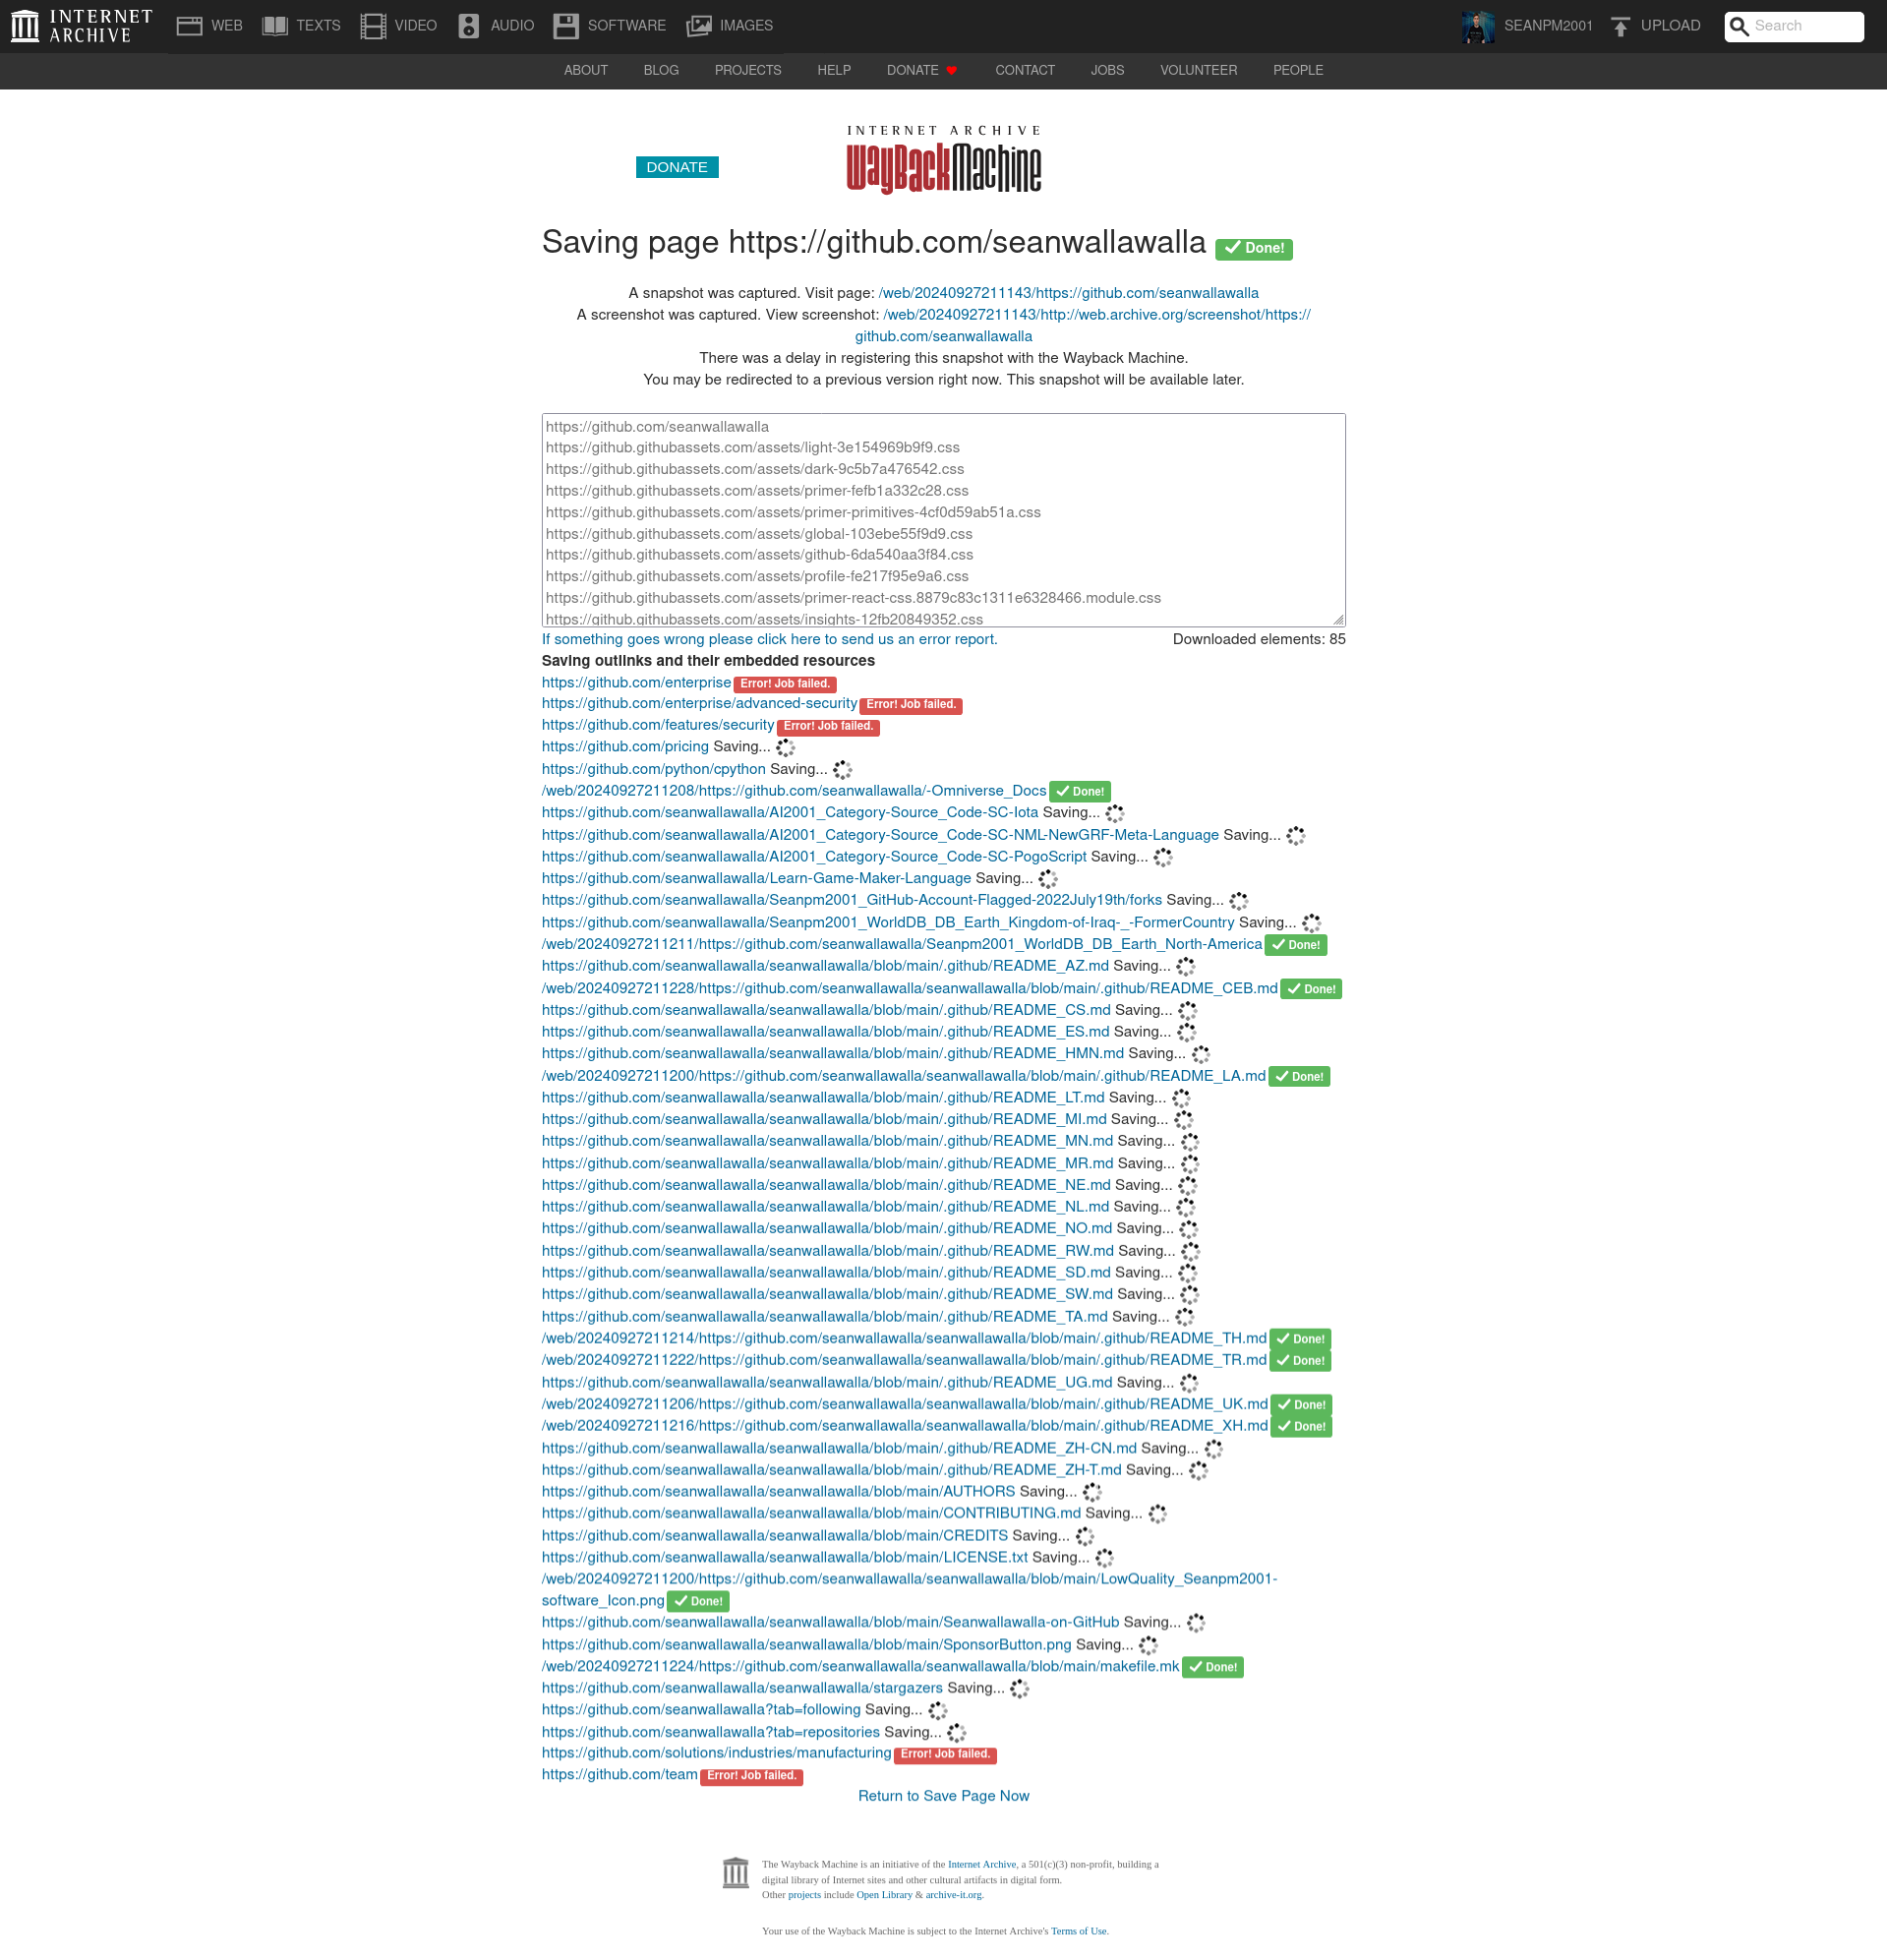 INTERNET ARCHIVE
WEB TEXTS VIDEO AUDIO SOFTWARE IMAGES SEANPM2001 UPLOAD Search
ABOUT BLOG PROJECTS HELP DONATE CONTACT JOBS VOLUNTEER PEOPLE
INTERNET ARCHIVE
DONATE WayBackMachine
Saving page https://github.com/seanwallawalla Done!
A snapshot was captured. Visit page: /web/20240927211143/https://github.com/seanwallawalla
A screenshot was captured. View screenshot: /web/20240927211143/http://web.archive.org/screenshot/https://
github.com/seanwallawalla
There was a delay in registering this snapshot with the Wayback Machine.
You may be redirected to a previous version right now. This snapshot will be available later.
https://github.com/seanwallawalla
https://github.githubassets.com/assets/light-3e154969b9f9.css
https://github.githubassets.com/assets/dark-9c5b7a476542.css
https://github.githubassets.com/assets/primer-fefb1a332c28.css
https://github.githubassets.com/assets/primer-primitives-4cf0d59ab51a.css
https://github.githubassets.com/assets/global-103ebe55f9d9.css
https://github.githubassets.com/assets/github-6da540aa3f84.css
https://github.githubassets.com/assets/profile-fe217f95e9a6.css
https://github.githubassets.com/assets/primer-react-css.8879c83c1311e6328466.module.css
https://github.githubassets.com/assets/insights-12fb20849352.css
If something goes wrong please click here to send us an error report. Downloaded elements: 85
Saving outlinks and their embedded resources
https://github.com/enterprise Error! Job failed.
https://github.com/enterprise/advanced-security Error! Job failed.
https://github.com/features/security Error! Job failed.
https://github.com/pricing Saving...
https://github.com/python/cpython Saving...
/web/20240927211208/https://github.com/seanwallawalla/-Omniverse_Docs Done!
https://github.com/seanwallawalla/AI2001_Category-Source_Code-SC-Iota Saving...
https://github.com/seanwallawalla/AI2001_Category-Source_Code-SC-NML-NewGRF-Meta-Language Saving...
https://github.com/seanwallawalla/AI2001_Category-Source_Code-SC-PogoScript Saving...
https://github.com/seanwallawalla/Learn-Game-Maker-Language Saving...
https://github.com/seanwallawalla/Seanpm2001_GitHub-Account-Flagged-2022July19th/forks Saving...
https://github.com/seanwallawalla/Seanpm2001_WorldDB_DB_Earth_Kingdom-of-Iraq-_-FormerCountry Saving...
/web/20240927211211/https://github.com/seanwallawalla/Seanpm2001_WorldDB_DB_Earth_North-America Done!
https://github.com/seanwallawalla/seanwallawalla/blob/main/.github/README_AZ.md Saving...
/web/20240927211228/https://github.com/seanwallawalla/seanwallawalla/blob/main/.github/README_CEB.md Done!
https://github.com/seanwallawalla/seanwallawalla/blob/main/.github/README_CS.md Saving...
https://github.com/seanwallawalla/seanwallawalla/blob/main/.github/README_ES.md Saving...
https://github.com/seanwallawalla/seanwallawalla/blob/main/.github/README_HMN.md Saving...
/web/20240927211200/https://github.com/seanwallawalla/seanwallawalla/blob/main/.github/README_LA.md Done!
https://github.com/seanwallawalla/seanwallawalla/blob/main/.github/README_LT.md Saving...
https://github.com/seanwallawalla/seanwallawalla/blob/main/.github/README_MI.md Saving...
https://github.com/seanwallawalla/seanwallawalla/blob/main/.github/README_MN.md Saving...
https://github.com/seanwallawalla/seanwallawalla/blob/main/.github/README_MR.md Saving...
https://github.com/seanwallawalla/seanwallawalla/blob/main/.github/README_NE.md Saving...
https://github.com/seanwallawalla/seanwallawalla/blob/main/.github/README_NL.md Saving...
https://github.com/seanwallawalla/seanwallawalla/blob/main/.github/README_NO.md Saving...
https://github.com/seanwallawalla/seanwallawalla/blob/main/.github/README_RW.md Saving...
https://github.com/seanwallawalla/seanwallawalla/blob/main/.github/README_SD.md Saving...
https://github.com/seanwallawalla/seanwallawalla/blob/main/.github/README_SW.md Saving...
https://github.com/seanwallawalla/seanwallawalla/blob/main/.github/README_TA.md Saving...
/web/20240927211214/https://github.com/seanwallawalla/seanwallawalla/blob/main/.github/README_TH.md Done!
/web/20240927211222/https://github.com/seanwallawalla/seanwallawalla/blob/main/.github/README_TR.md Done!
https://github.com/seanwallawalla/seanwallawalla/blob/main/.github/README_UG.md Saving...
/web/20240927211206/https://github.com/seanwallawalla/seanwallawalla/blob/main/.github/README_UK.md Done!
/web/20240927211216/https://github.com/seanwallawalla/seanwallawalla/blob/main/.github/README_XH.md Done!
https://github.com/seanwallawalla/seanwallawalla/blob/main/.github/README_ZH-CN.md Saving...
https://github.com/seanwallawalla/seanwallawalla/blob/main/.github/README_ZH-T.md Saving...
https://github.com/seanwallawalla/seanwallawalla/blob/main/AUTHORS Saving...
https://github.com/seanwallawalla/seanwallawalla/blob/main/CONTRIBUTING.md Saving...
https://github.com/seanwallawalla/seanwallawalla/blob/main/CREDITS Saving...
https://github.com/seanwallawalla/seanwallawalla/blob/main/LICENSE.txt Saving...
/web/20240927211200/https://github.com/seanwallawalla/seanwallawalla/blob/main/LowQuality_Seanpm2001-
software_Icon.png Done!
https://github.com/seanwallawalla/seanwallawalla/blob/main/Seanwallawalla-on-GitHub Saving...
https://github.com/seanwallawalla/seanwallawalla/blob/main/SponsorButton.png Saving...
/web/20240927211224/https://github.com/seanwallawalla/seanwallawalla/blob/main/makefile.mk Done!
https://github.com/seanwallawalla/seanwallawalla/stargazers Saving...
https://github.com/seanwallawalla?tab=following Saving...
https://github.com/seanwallawalla?tab=repositories Saving...
https://github.com/solutions/industries/manufacturing Error! Job failed.
https://github.com/team Error! Job failed.
Return to Save Page Now
The Wayback Machine is an initiative of the Internet Archive, a 501(c)(3) non-profit, building a
digital library of Internet sites and other cultural artifacts in digital form.
Other projects include Open Library & archive-it.org.
Your use of the Wayback Machine is subject to the Internet Archive's Terms of Use.